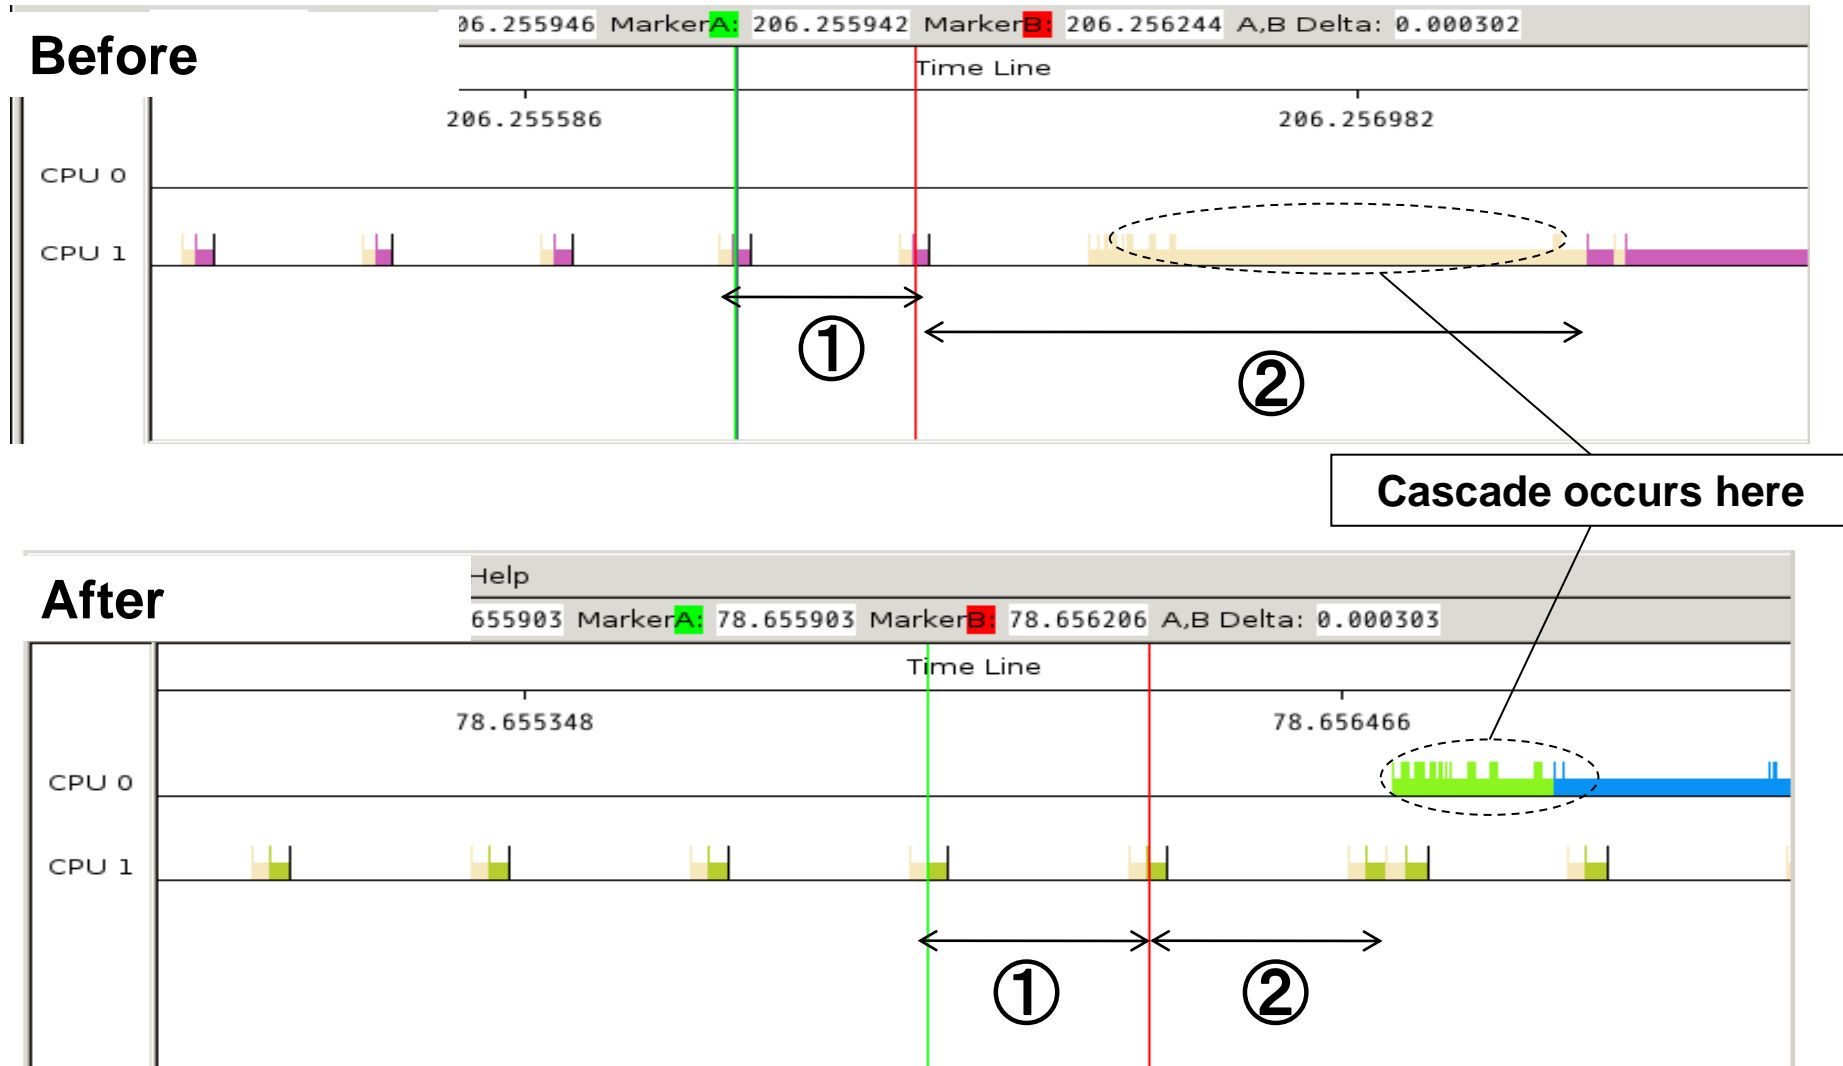 Before
06.255946 MarkerA: 206.255942 MarkerB: 206.256244 A,B Delta: 0.000302
Time Line
206.255586 206.256982
CPU 0
CPU 1
① ②
Cascade occurs here
After
Help
655903 MarkerA: 78.655903 MarkerB: 78.656206 A,B Delta: 0.000303
Time Line
78.655348 78.656466
CPU 0
CPU 1
① ②